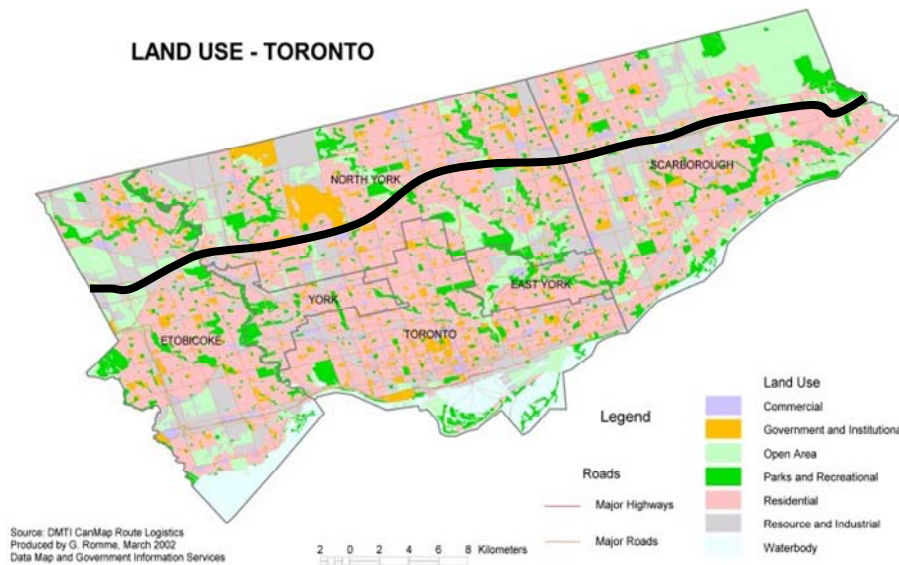 LAND USE - TORONTO
NORTH YORK
SCARBOROUGH
EAST YORK
YORK
TORONTO
ETOBICOKE
Legend
Roads
Major Highways
Major Roads
Land Use
Commercial
Government and Institutional
Open Area
Parks and Recreational
Residential
Resource and Industrial
Waterbody
Source: DMTI CanMap Route Logistics
Produced by G. Romme, March 2002
Data Map and Government Information Services
2 0 2 4 6 8 Kilometers